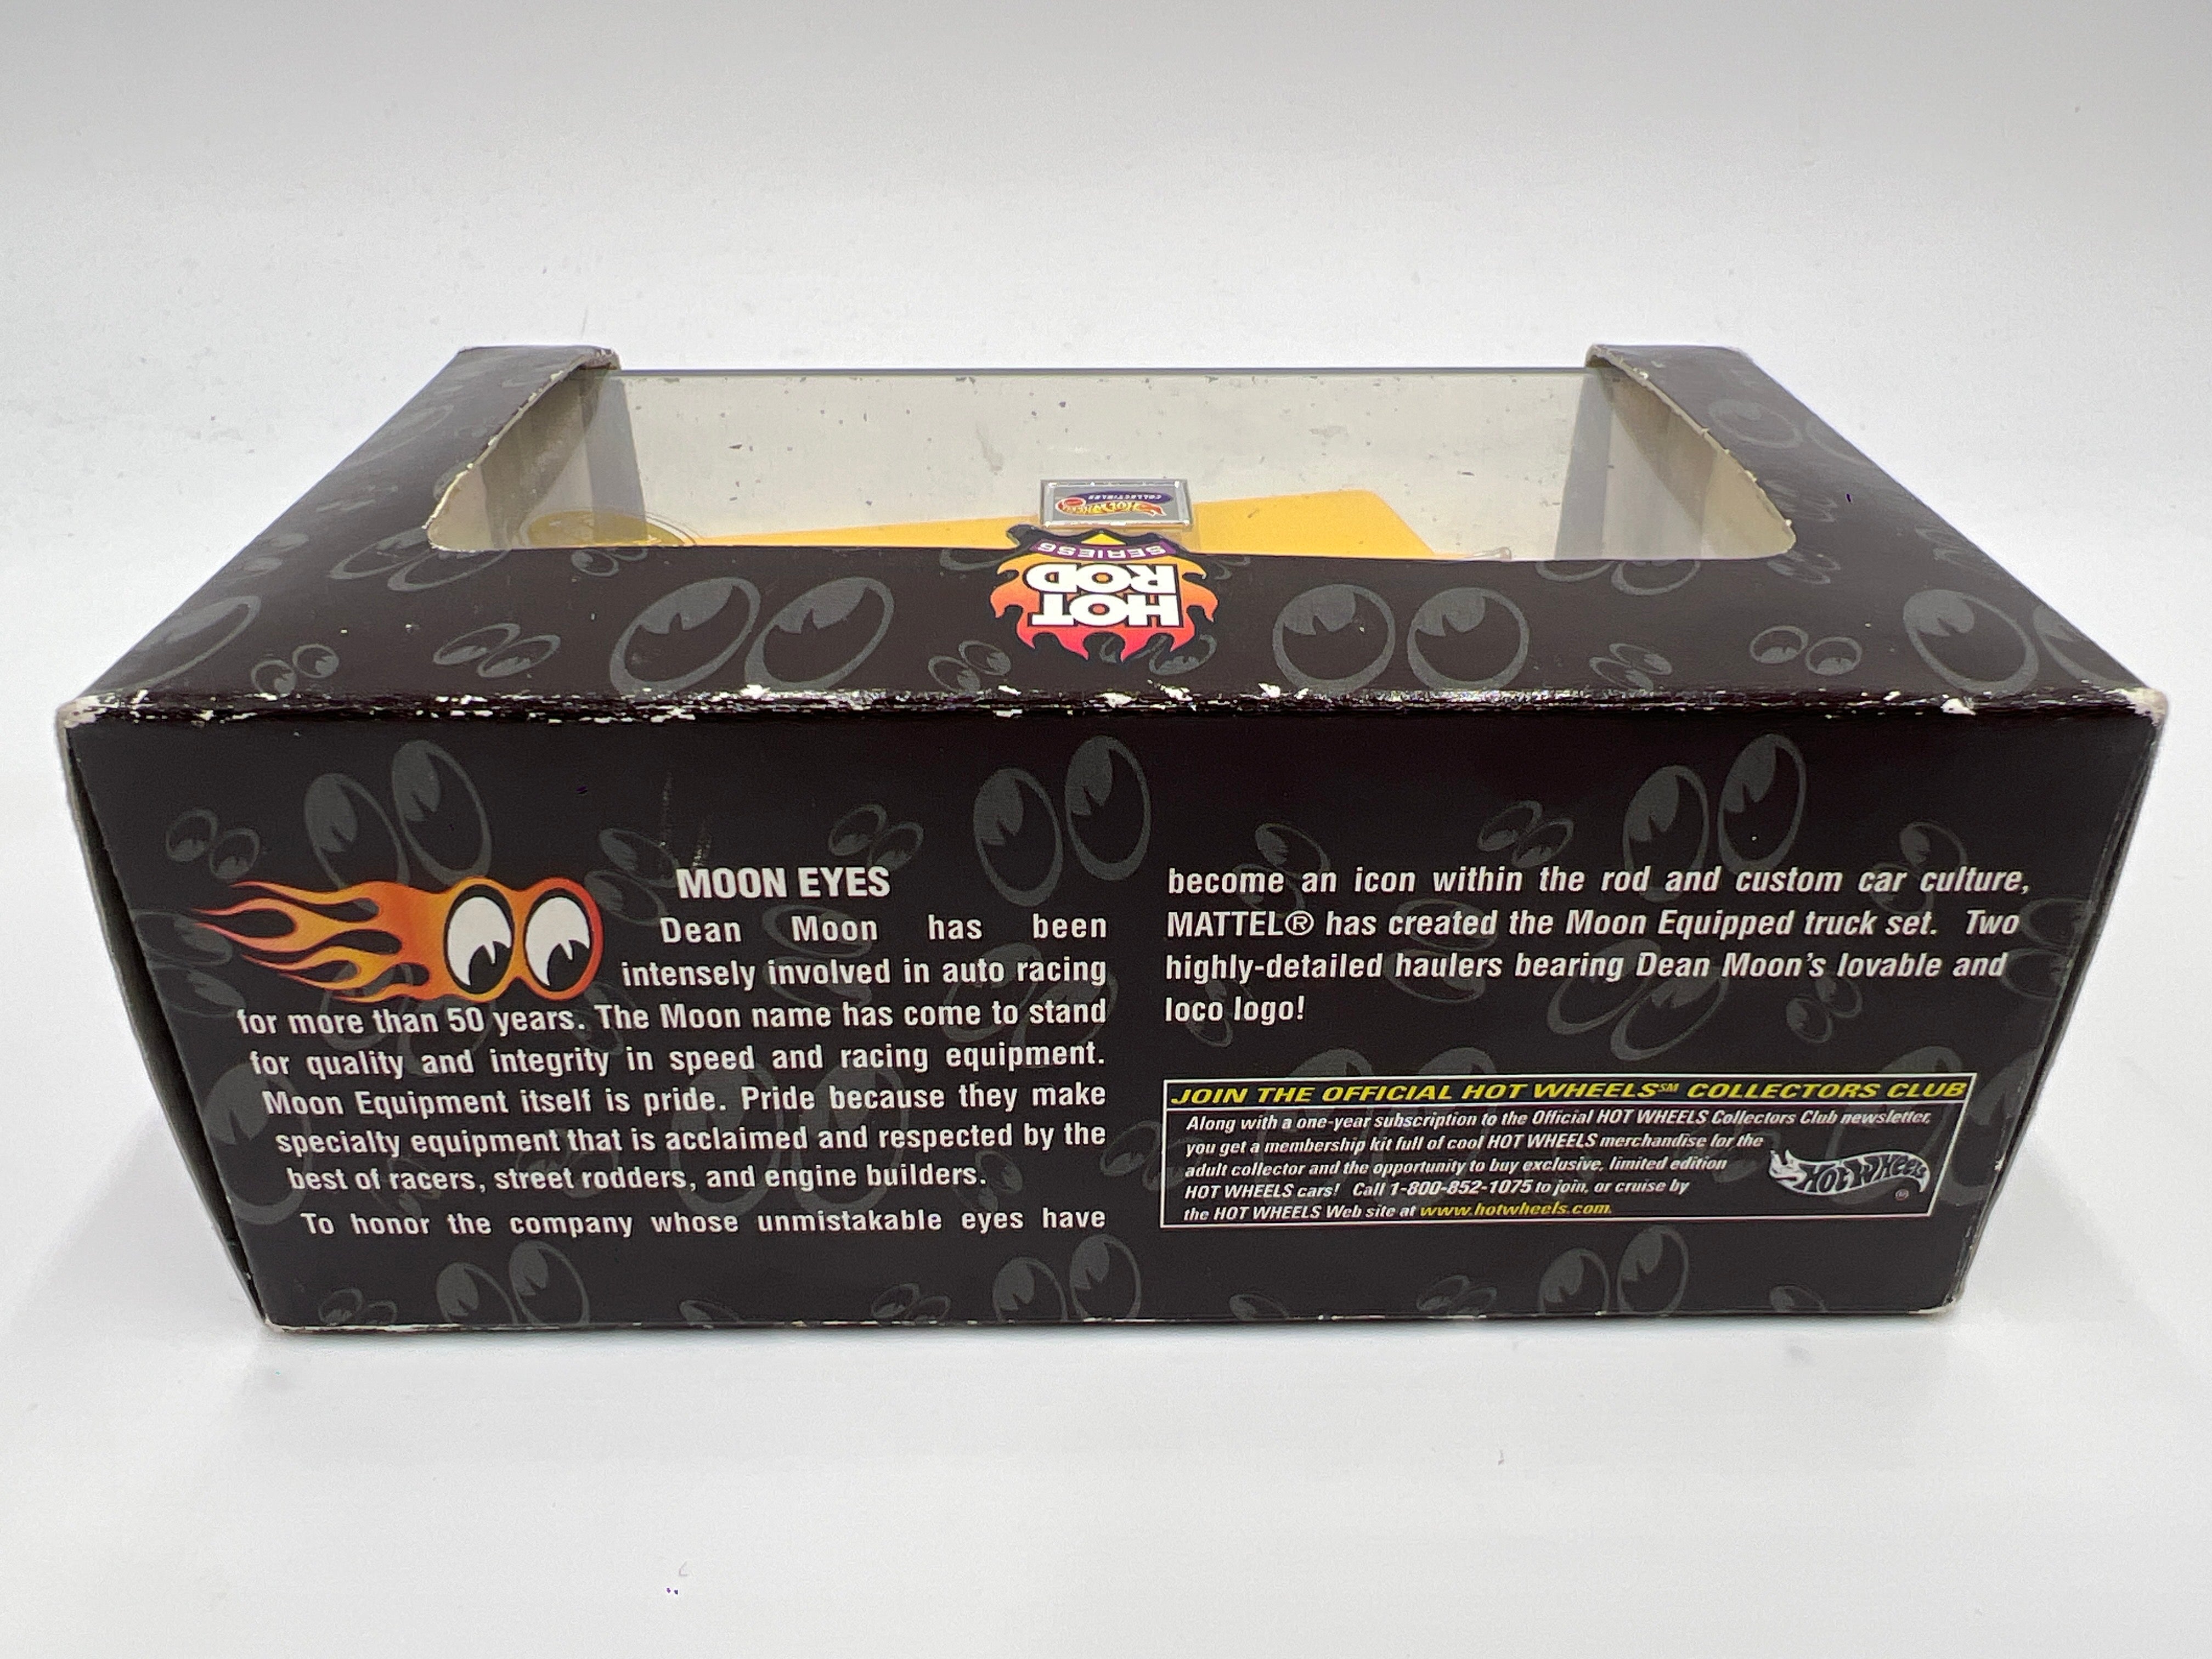 HOT WHEELS
COLLECTIBLES
HOT
ROD
SERIES
MOON EYES
Dean Moon has been
intensely involved in auto racing
for more than 50 years. The Moon name has come to stand
for quality and integrity in speed and racing equipment.
Moon Equipment itself is pride. Pride because they make
specialty equipment that is acclaimed and respected by the
best of racers, street rodders, and engine builders.
To honor the company whose unmistakable eyes have
become an icon within the rod and custom car culture,
MATTEL® has created the Moon Equipped truck set. Two
highly-detailed haulers bearing Dean Moon's lovable and
loco logo!
JOIN THE OFFICIAL HOT WHEELS℠ COLLECTORS CLUB
Along with a one-year subscription to the Official HOT WHEELS Collectors Club newsletter,
you get a membership kit full of cool HOT WHEELS merchandise for the
adult collector and the opportunity to buy exclusive, limited edition
HOT WHEELS cars! Call 1-800-852-1075 to join, or cruise by
the HOT WHEELS Web site at www.hotwheels.com.
HOT WHEELS ®